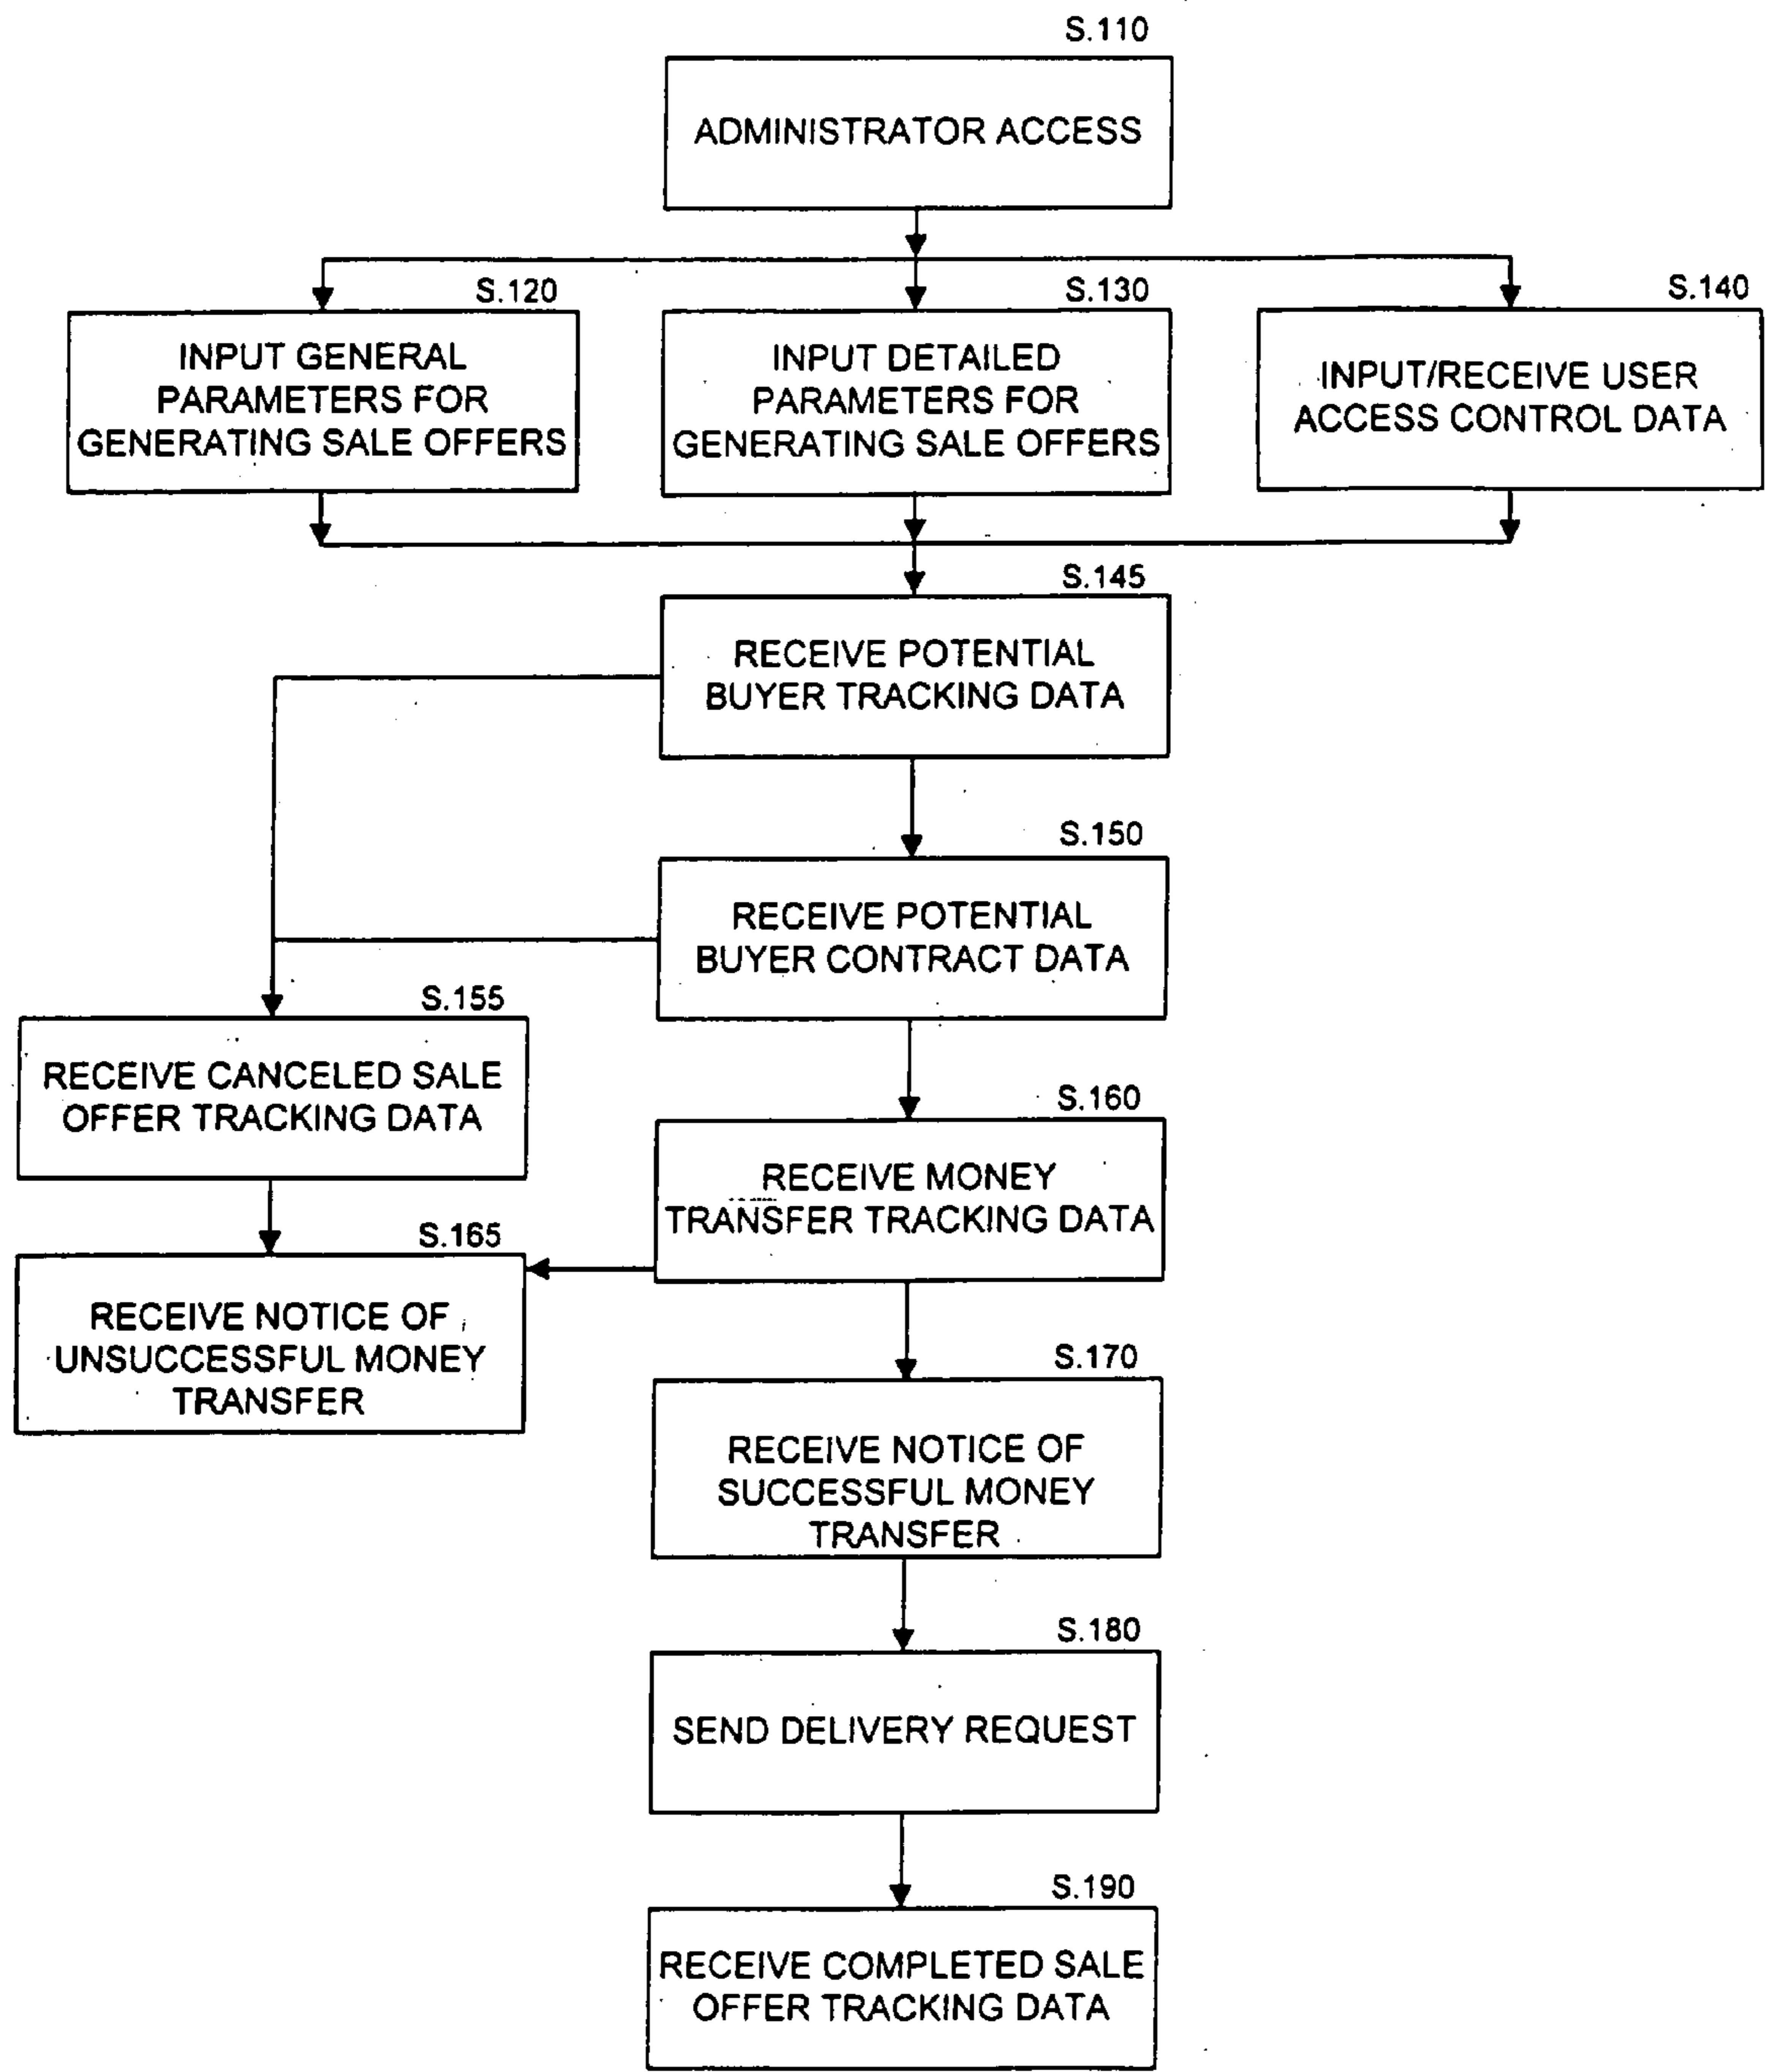 S.110
ADMINISTRATOR ACCESS
S.120
INPUT GENERAL
PARAMETERS FOR
GENERATING SALE OFFERS
S.130
INPUT DETAILED
PARAMETERS FOR
GENERATING SALE OFFERS
S.140
INPUT/RECEIVE USER
ACCESS CONTROL DATA
S.145
RECEIVE POTENTIAL
BUYER TRACKING DATA
S.150
RECEIVE POTENTIAL
BUYER CONTRACT DATA
S.155
RECEIVE CANCELED SALE
OFFER TRACKING DATA
S.160
RECEIVE MONEY
TRANSFER TRACKING DATA
S.165
RECEIVE NOTICE OF
UNSUCCESSFUL MONEY
TRANSFER
S.170
RECEIVE NOTICE OF
SUCCESSFUL MONEY
TRANSFER
S.180
SEND DELIVERY REQUEST
S.190
RECEIVE COMPLETED SALE
OFFER TRACKING DATA